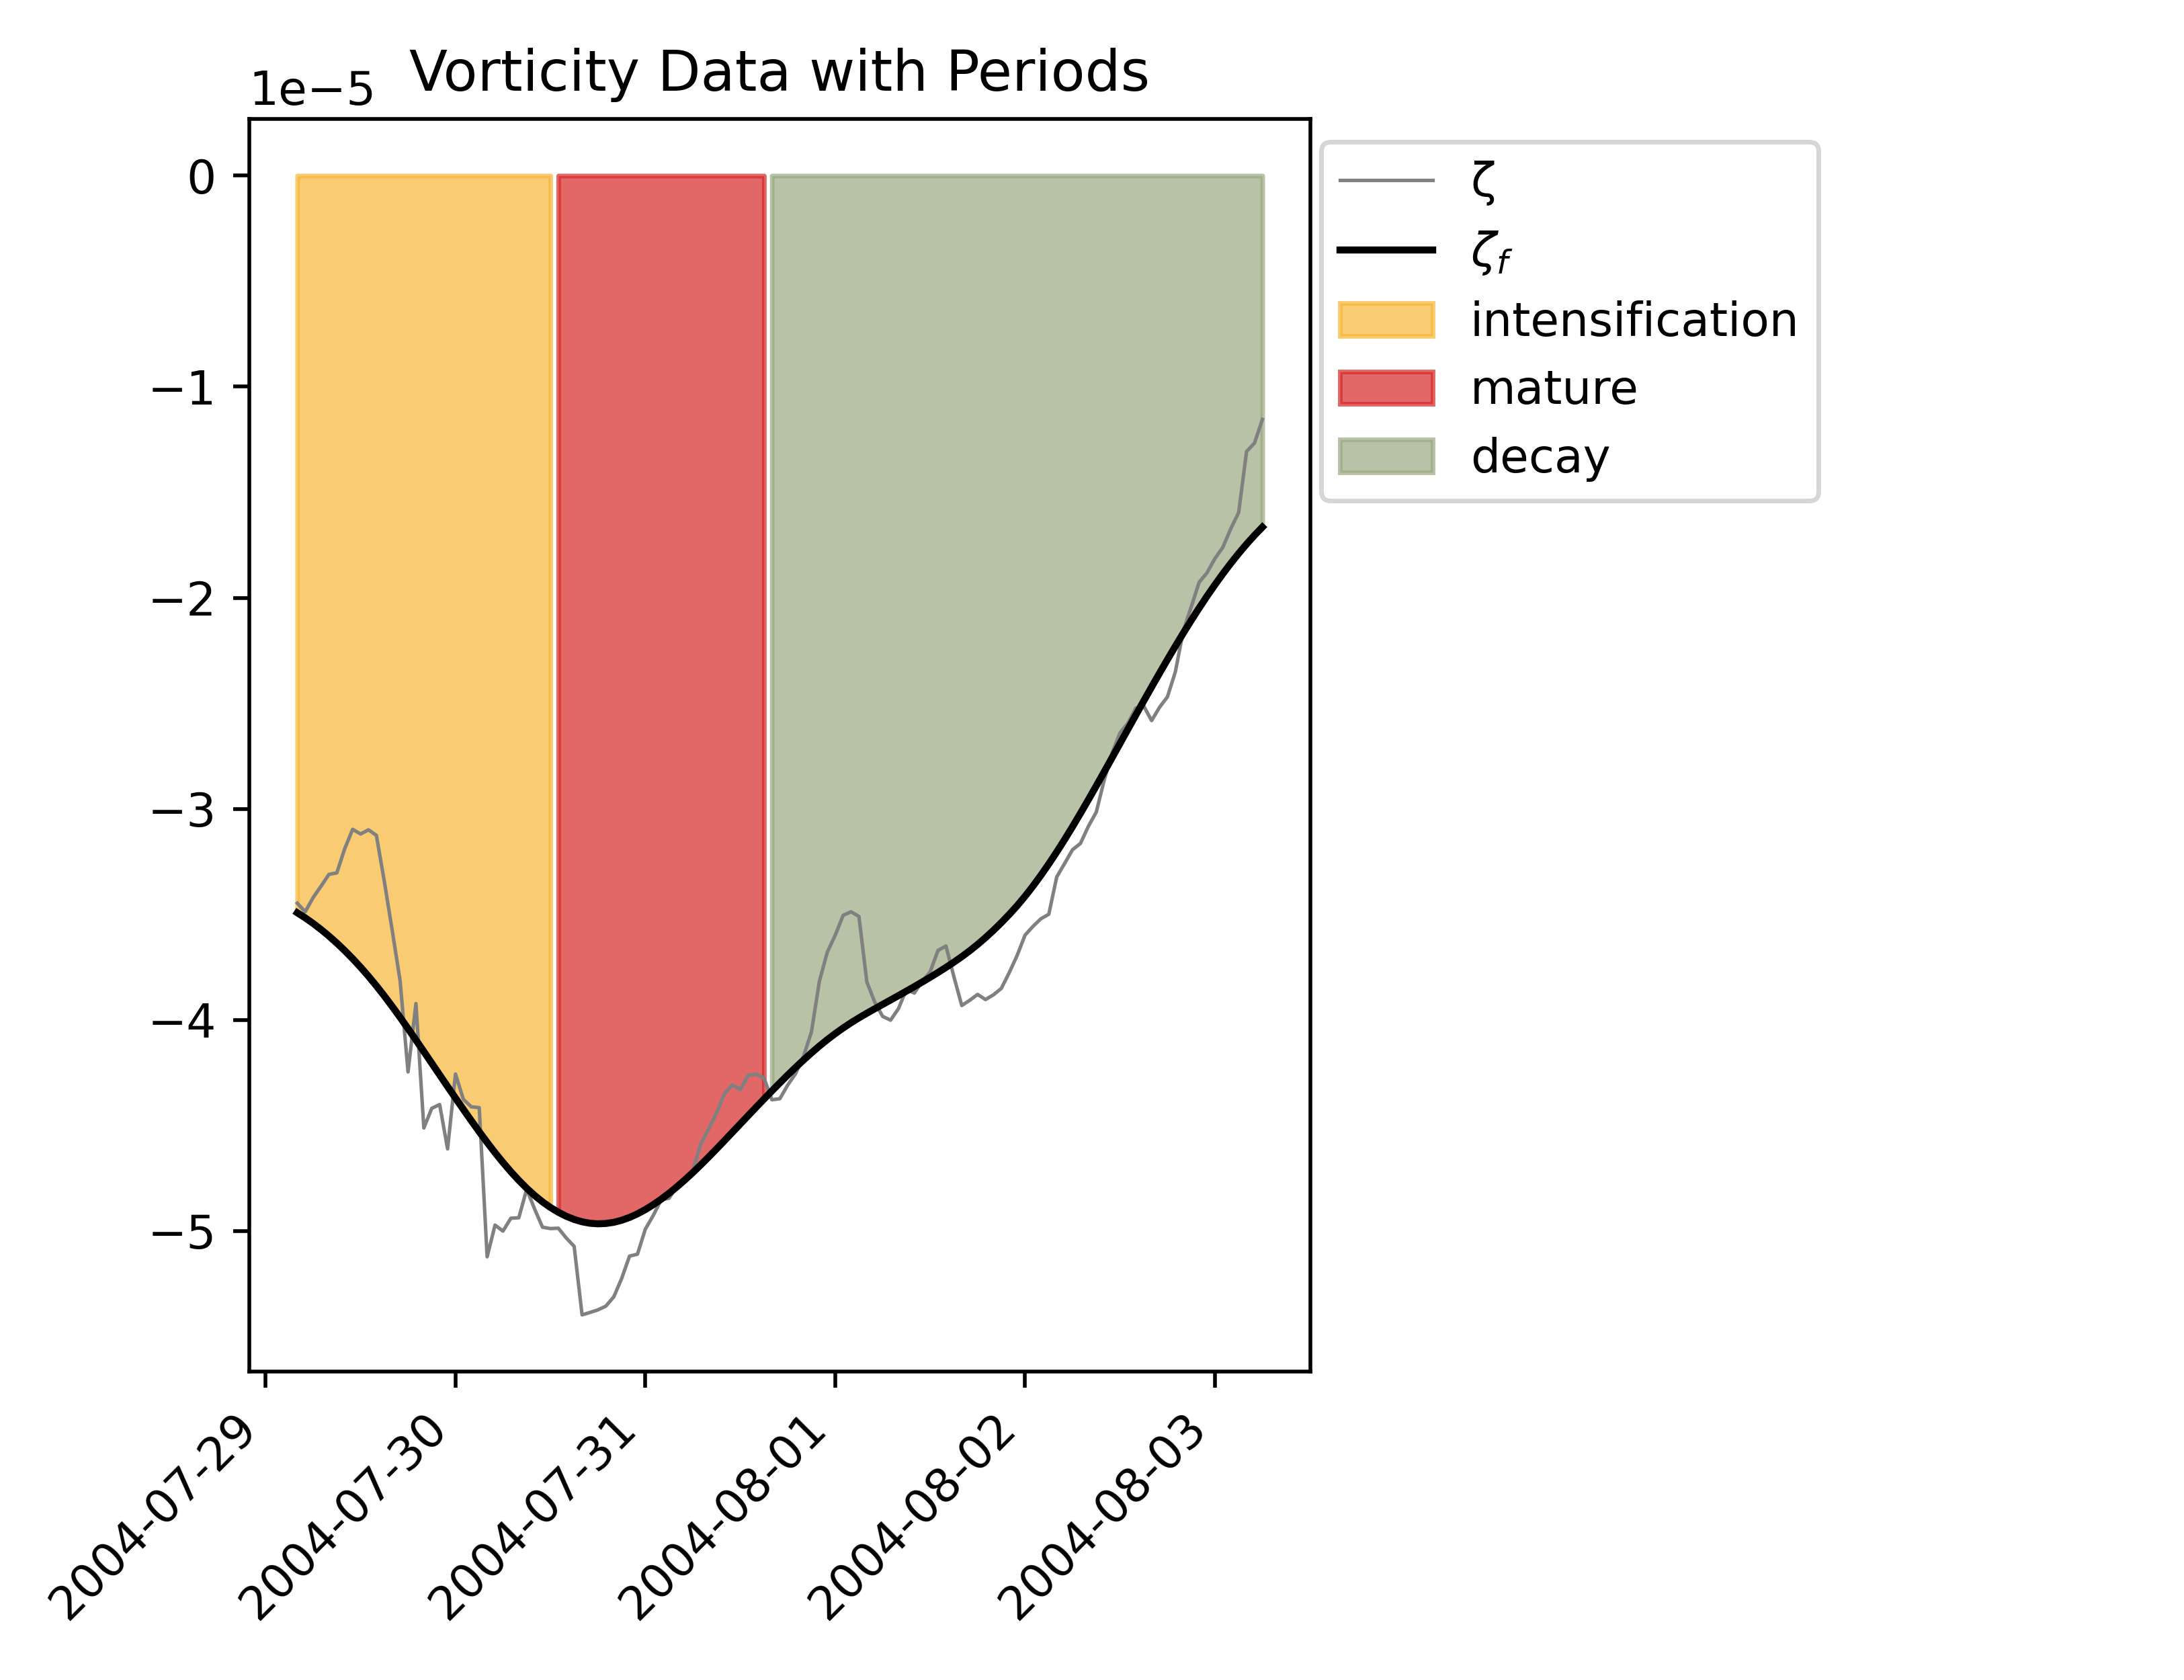 Vorticity Data with Periods
1e−5
0
−1
−2
−3
−4
−5
2004-07-29
2004-07-30
2004-07-31
2004-08-01
2004-08-02
2004-08-03
ζ
ζf
intensification
mature
decay